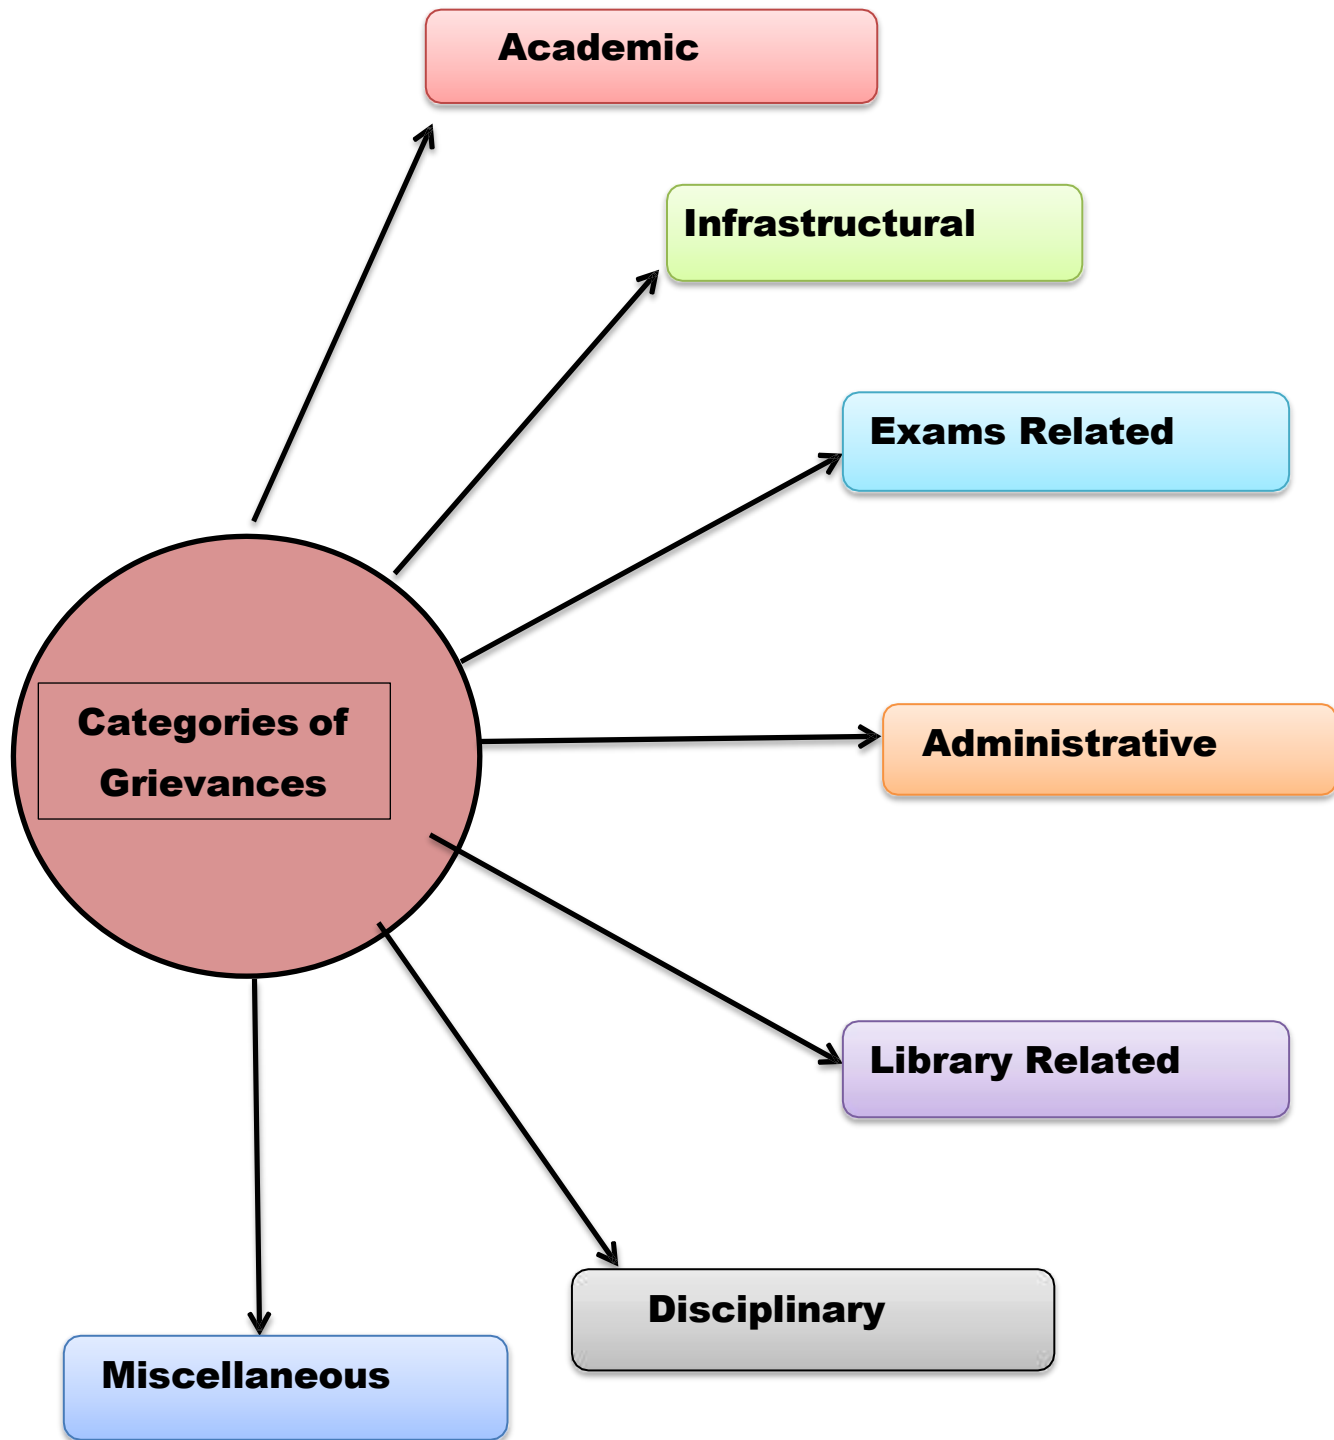 Academic
Infrastructural
Exams Related
Categories of
Grievances
Administrative
Library Related
Disciplinary
Miscellaneous